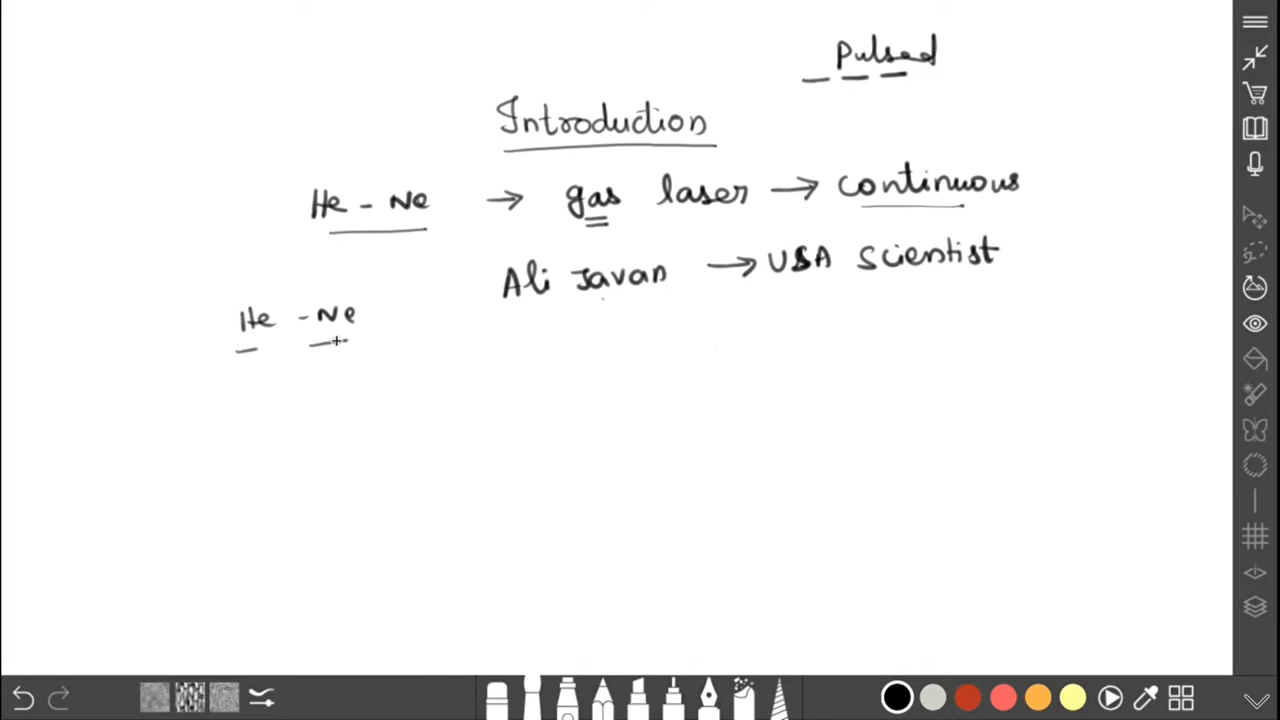 Pulsed
Introduction
He - Ne → gas laser → continuous
Ali Javan → USA Scientist
He - Ne